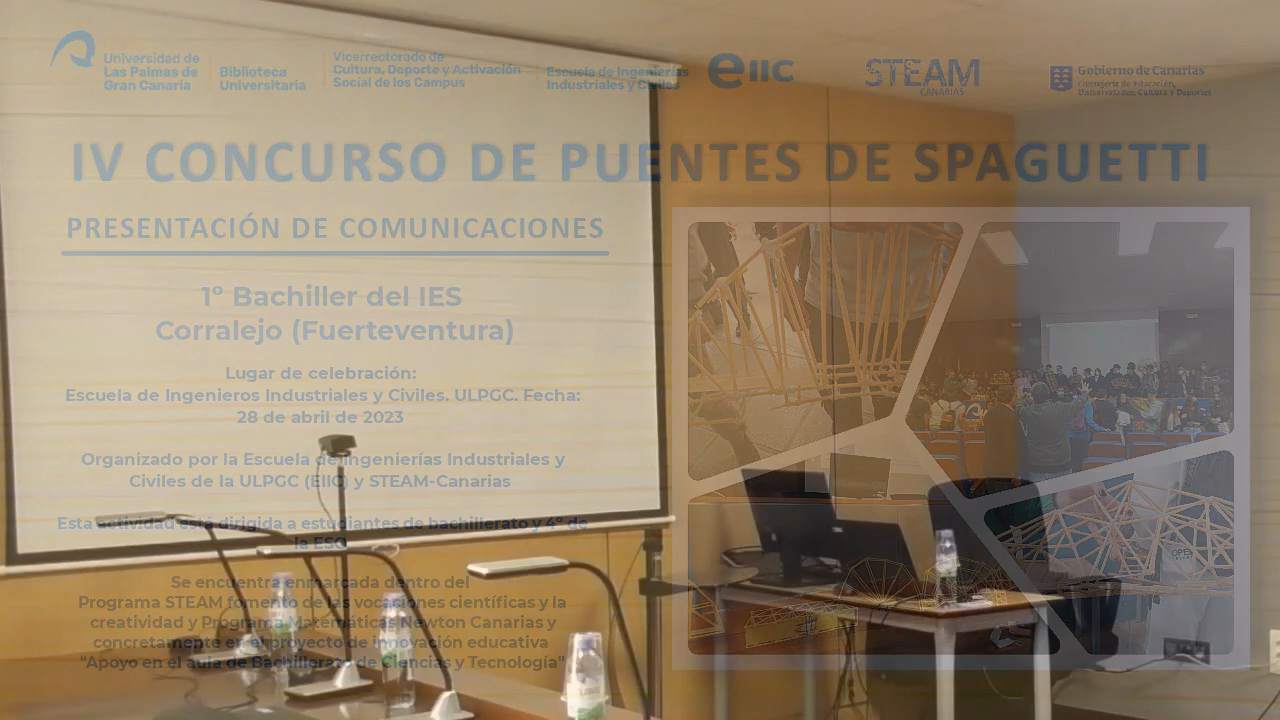 Universidad de
Las Palmas de
Gran Canaria
Biblioteca
Universitaria
Vicerrectorado de
Cultura, Deporte y Activación
Social de los Campus
Escuela de Ingenierías
Industriales y Civiles
eiic
STEAM
CANARIAS
Gobierno de Canarias
Consejería de Educación,
Universidades, Cultura y Deportes
IV CONCURSO DE PUENTES DE SPAGUETTI
PRESENTACIÓN DE COMUNICACIONES
1º Bachiller del IES
Corralejo (Fuerteventura)
Lugar de celebración:
Escuela de Ingenieros Industriales y Civiles. ULPGC. Fecha:
28 de abril de 2023
Organizado por la Escuela de Ingenierías Industriales y
Civiles de la ULPGC (EIIC) y STEAM-Canarias
Esta actividad está dirigida a estudiantes de bachillerato y 4º de
la ESO
Se encuentra enmarcada dentro del
Programa STEAM fomento de las vocaciones científicas y la
creatividad y Programa Matemáticas Newton Canarias y
concretamente en el proyecto de innovación educativa
"Apoyo en el aula de Bachillerato de Ciencias y Tecnología"